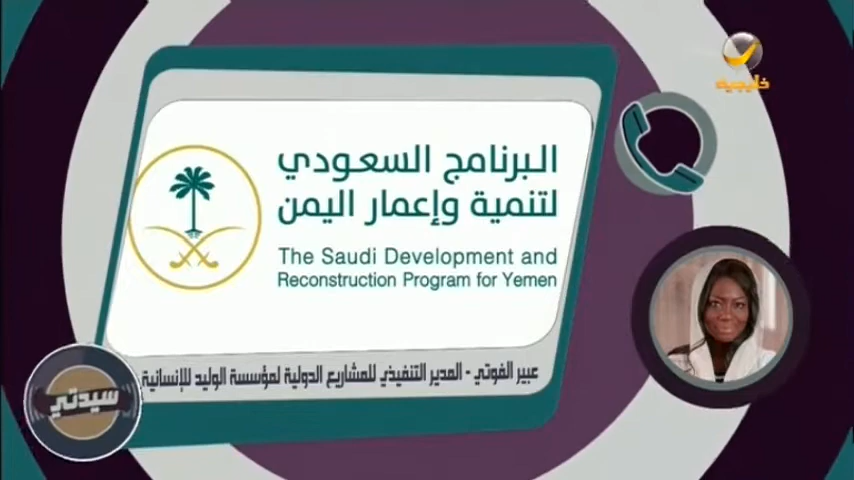 خليجية
البرنامج السعودي
لتنمية وإعمار اليمن
The Saudi Development and
Reconstruction Program for Yemen
عبير الفوتي - المدير التنفيذي للمشاريع الدولية لمؤسسة الوليد للإنسانية
سيدتي